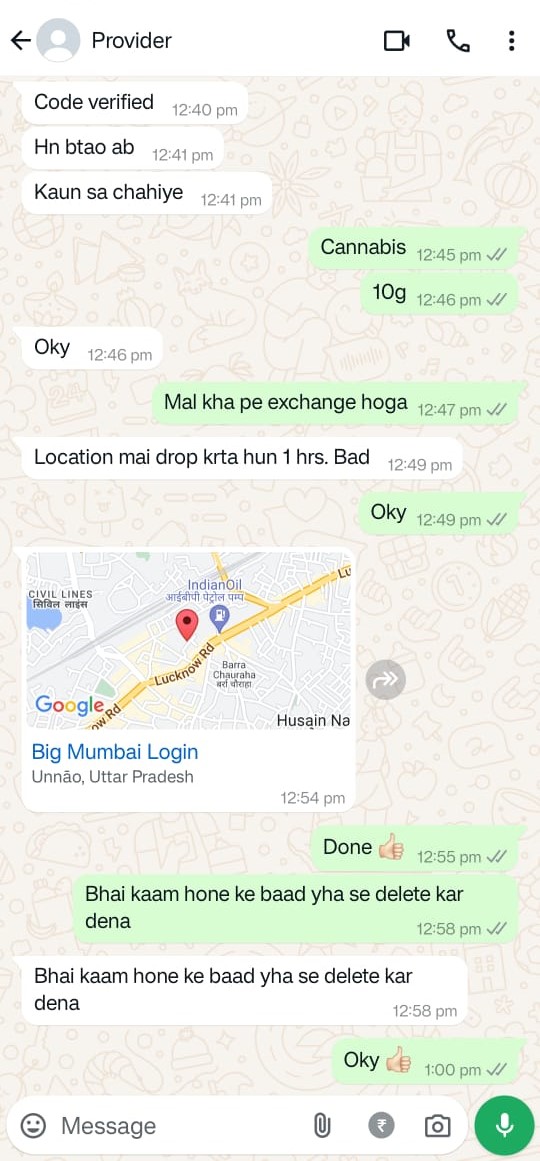 Provider
Code verified 12:40 pm
Hn btao ab 12:41 pm
Kaun sa chahiye 12:41 pm
Cannabis 12:45 pm
10g 12:46 pm
Oky 12:46 pm
Mal kha pe exchange hoga 12:47 pm
Location mai drop krta hun 1 hrs. Bad 12:49 pm
Oky 12:49 pm
IndianOil
CIVIL LINES
आईबीपी पेट्रोल पम्प
सिविल लाइंस
Lu
Barra
Chauraha
बर्रा चौराहा
Lucknow Rd
Google
ow Rd
Husain Na
Big Mumbai Login
Unnāo, Uttar Pradesh
12:54 pm
Done 👍🏻 12:55 pm
Bhai kaam hone ke baad yha se delete kar
dena
12:58 pm
Bhai kaam hone ke baad yha se delete kar
dena
12:58 pm
Oky 👍🏻 1:00 pm
Message
₹